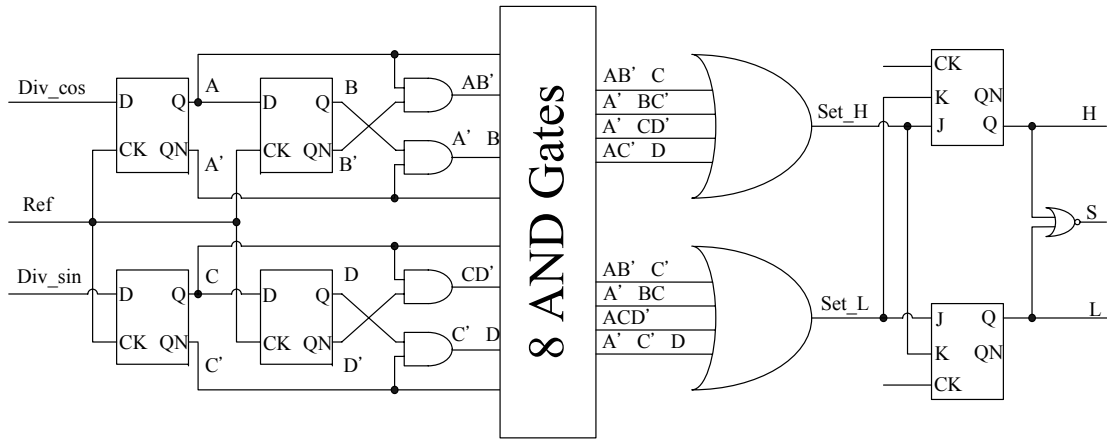 Div_cos
D
Q
CK
QN
A
A'
D
Q
CK
QN
B
B'
AB'
A' B
Ref
Div_sin
D
Q
CK
QN
C
C'
D
Q
CK
QN
D
D'
CD'
C' D
8 AND Gates
AB' C
A' BC'
A' CD'
AC' D
Set_H
AB' C'
A' BC
ACD'
A' C' D
Set_L
CK
K
J
QN
Q
H
S
J
K
CK
Q
QN
L